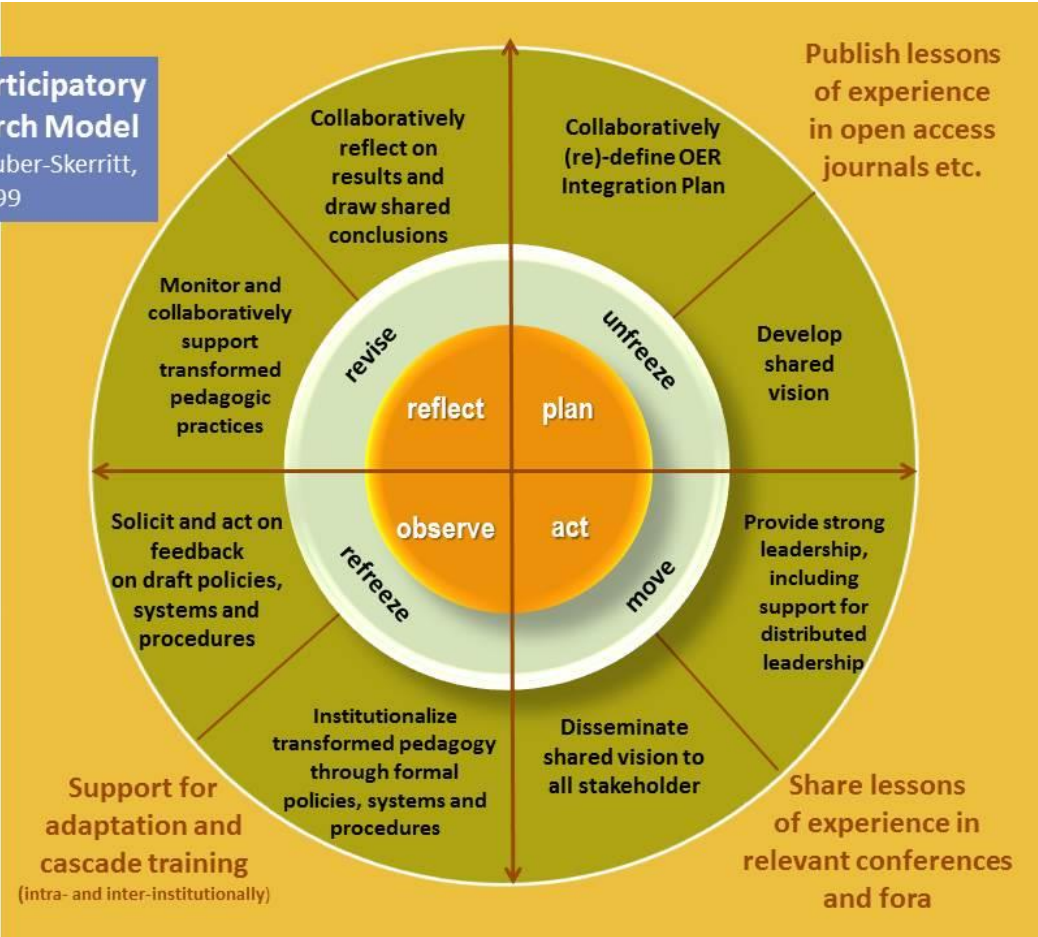 rticipatory
rch Model
uber-Skerritt,
99
Publish lessons
of experience
in open access
journals etc.
Collaboratively
reflect on
results and
draw shared
conclusions
Collaboratively
(re)-define OER
Integration Plan
Monitor and
collaboratively
support
transformed
pedagogic
practices
Develop
shared
vision
revise
unfreeze
reflect
plan
observe
act
refreeze
move
Solicit and act on
feedback
on draft policies,
systems and
procedures
Provide strong
leadership,
including
support for
distributed
leadership
Institutionalize
transformed pedagogy
through formal
policies, systems and
procedures
Disseminate
shared vision to
all stakeholder
Support for
adaptation and
cascade training
(intra- and inter-institutionally)
Share lessons
of experience in
relevant conferences
and fora